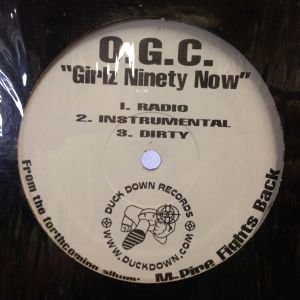 O.G.C.
"Girlz Ninety Now"
1. RADIO
2. INSTRUMENTAL
3. DIRTY
DUCK DOWN RECORDS
WWW.DUCKDOWN.COM
From the forthcominn album: M-Pire Fights Back